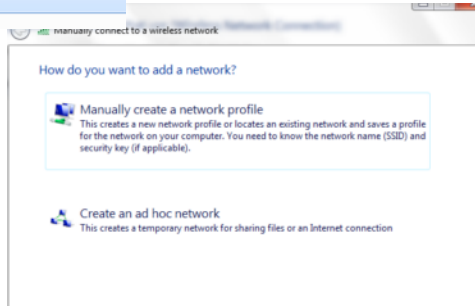 Manually connect to a wireless network
How do you want to add a network?
Manually create a network profile
This creates a new network profile or locates an existing network and saves a profile
for the network on your computer. You need to know the network name (SSID) and
security key (if applicable).
Create an ad hoc network
This creates a temporary network for sharing files or an Internet connection